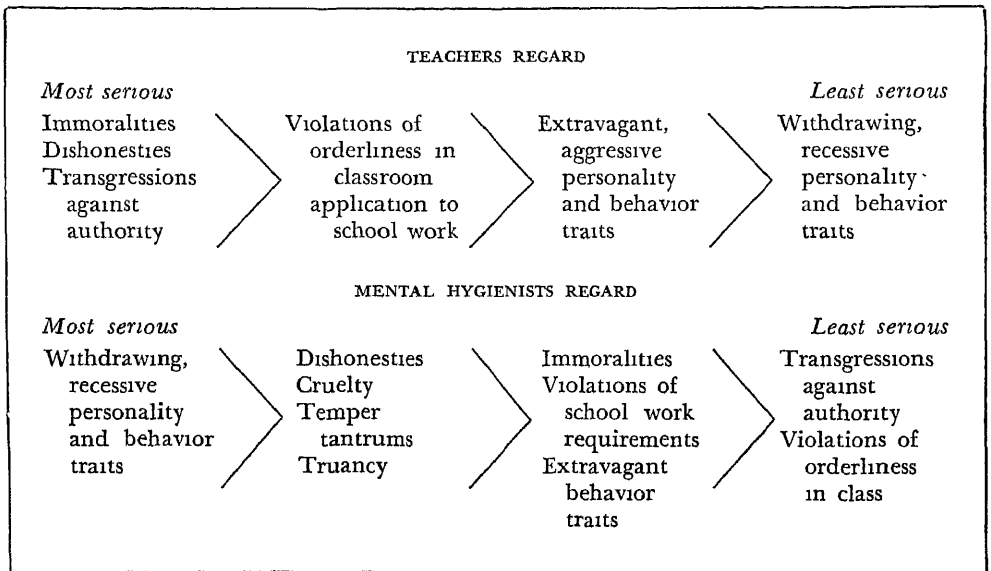 TEACHERS REGARD
Most serious
Immoralities
Dishonesties
Transgressions
against
authority
Violations of
orderliness in
classroom
application to
school work
Extravagant,
aggressive
personality
and behavior
traits
Least serious
Withdrawing,
recessive
personality
and behavior
traits
MENTAL HYGIENISTS REGARD
Most serious
Withdrawing,
recessive
personality
and behavior
traits
Dishonesties
Cruelty
Temper
tantrums
Truancy
Immoralities
Violations of
school work
requirements
Extravagant
behavior
traits
Least serious
Transgressions
against
authority
Violations of
orderliness
in class